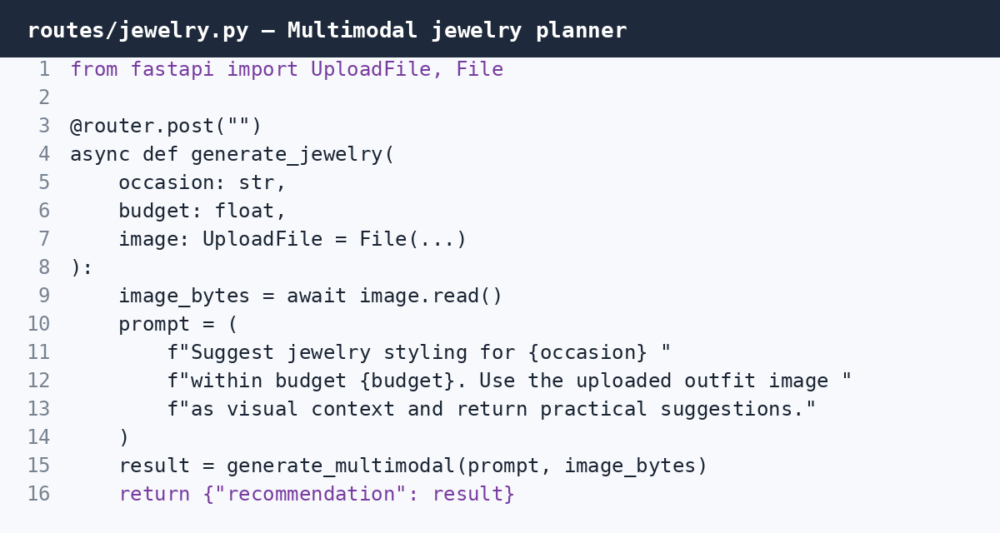 routes/jewelry.py — Multimodal jewelry planner
1 from fastapi import UploadFile, File
2
3 @router.post("")
4 async def generate_jewelry(
5     occasion: str,
6     budget: float,
7     image: UploadFile = File(...)
8 ):
9     image_bytes = await image.read()
10     prompt = (
11         f"Suggest jewelry styling for {occasion} "
12         f"within budget {budget}. Use the uploaded outfit image "
13         f"as visual context and return practical suggestions."
14     )
15     result = generate_multimodal(prompt, image_bytes)
16     return {"recommendation": result}